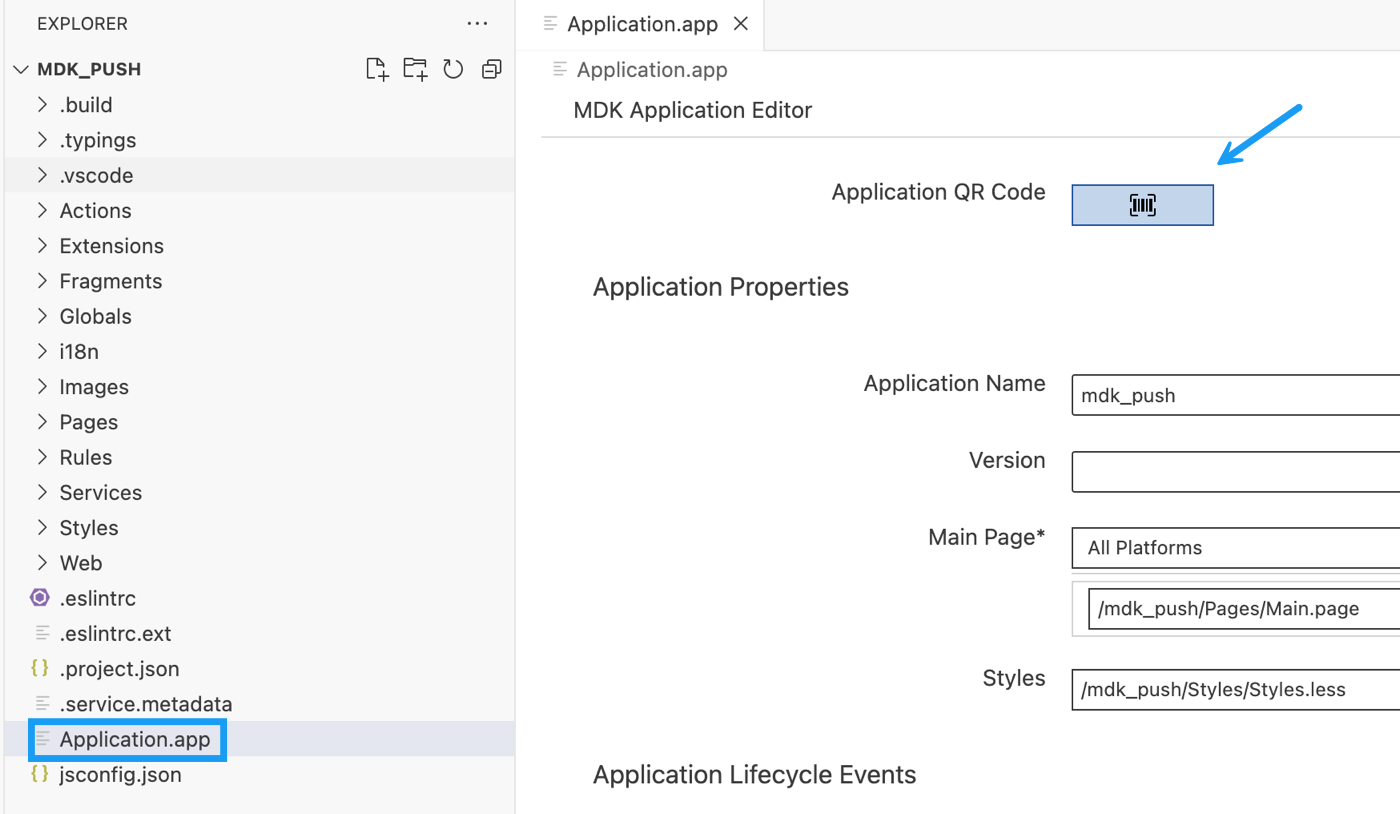 EXPLORER
MDK_PUSH
.build
.typings
.vscode
Actions
Extensions
Fragments
Globals
i18n
Images
Pages
Rules
Services
Styles
Web
.eslintrc
.eslintrc.ext
.project.json
.service.metadata
Application.app
jsconfig.json
Application.app
Application.app
MDK Application Editor
Application QR Code
Application Properties
Application Name
mdk_push
Version
Main Page*
All Platforms
/mdk_push/Pages/Main.page
Styles
/mdk_push/Styles/Styles.less
Application Lifecycle Events